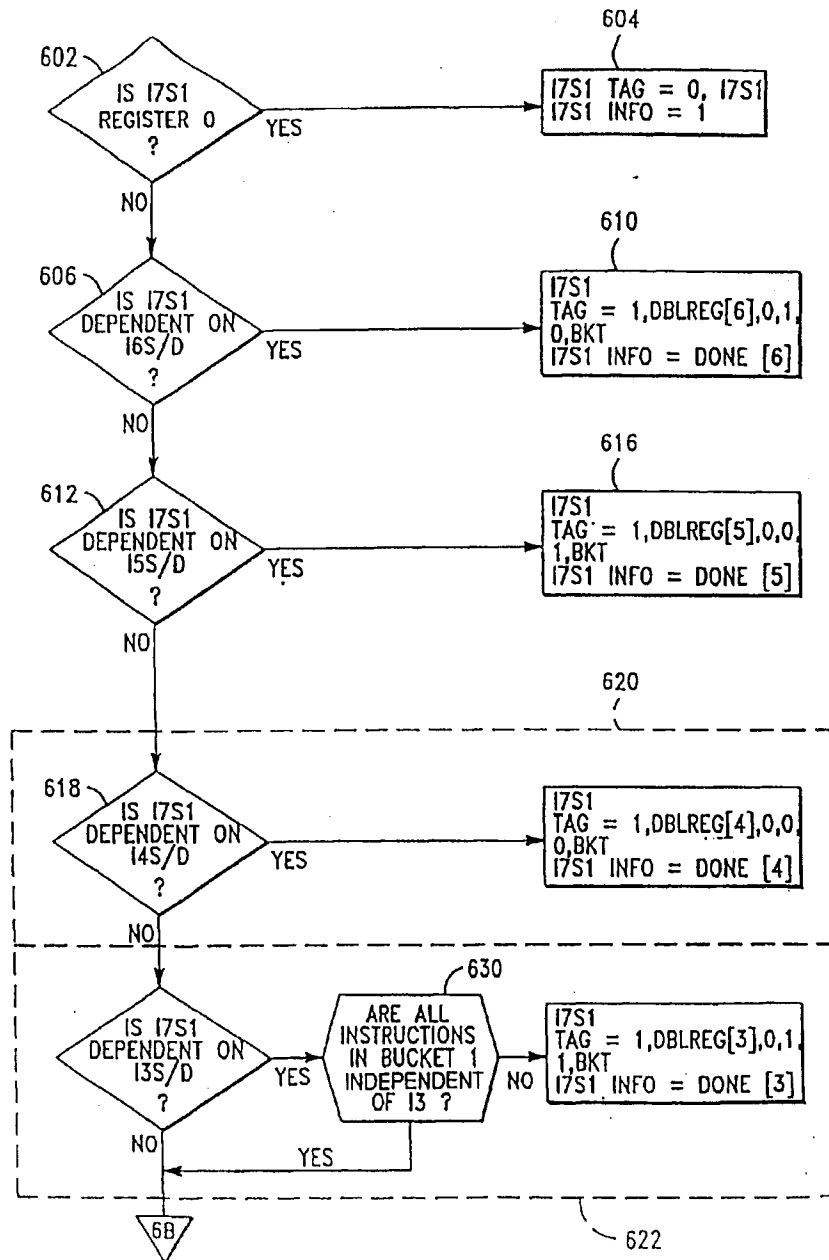 602
IS I7S1
REGISTER 0
?
YES
NO
604
I7S1 TAG = 0, I7S1
I7S1 INFO = 1
606
IS I7S1
DEPENDENT ON
I6S/D
?
YES
NO
610
I7S1
TAG = 1,DBLREG[6],0,1,
0,BKT
I7S1 INFO = DONE [6]
612
IS I7S1
DEPENDENT ON
I5S/D
?
YES
NO
616
I7S1
TAG = 1,DBLREG[5],0,0,
1,BKT
I7S1 INFO = DONE [5]
620
618
IS I7S1
DEPENDENT ON
I4S/D
?
YES
NO
I7S1
TAG = 1,DBLREG[4],0,0,
0,BKT
I7S1 INFO = DONE [4]
IS I7S1
DEPENDENT ON
I3S/D
?
YES
NO
630
ARE ALL
INSTRUCTIONS
IN BUCKET 1
INDEPENDENT
OF I3 ?
NO
YES
I7S1
TAG = 1,DBLREG[3],0,1,
1,BKT
I7S1 INFO = DONE [3]
6B
622